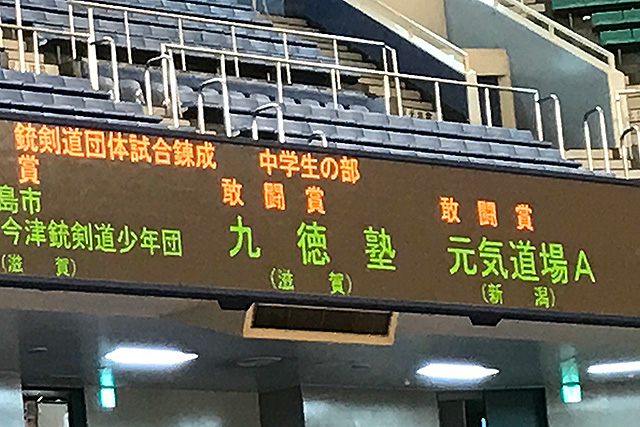 銃剣道団体試合錬成 中学生の部
賞 敢闘賞 敢闘賞
島市
今津銃剣道少年団 九徳塾 元気道場A
(滋賀) (滋賀) (新潟)